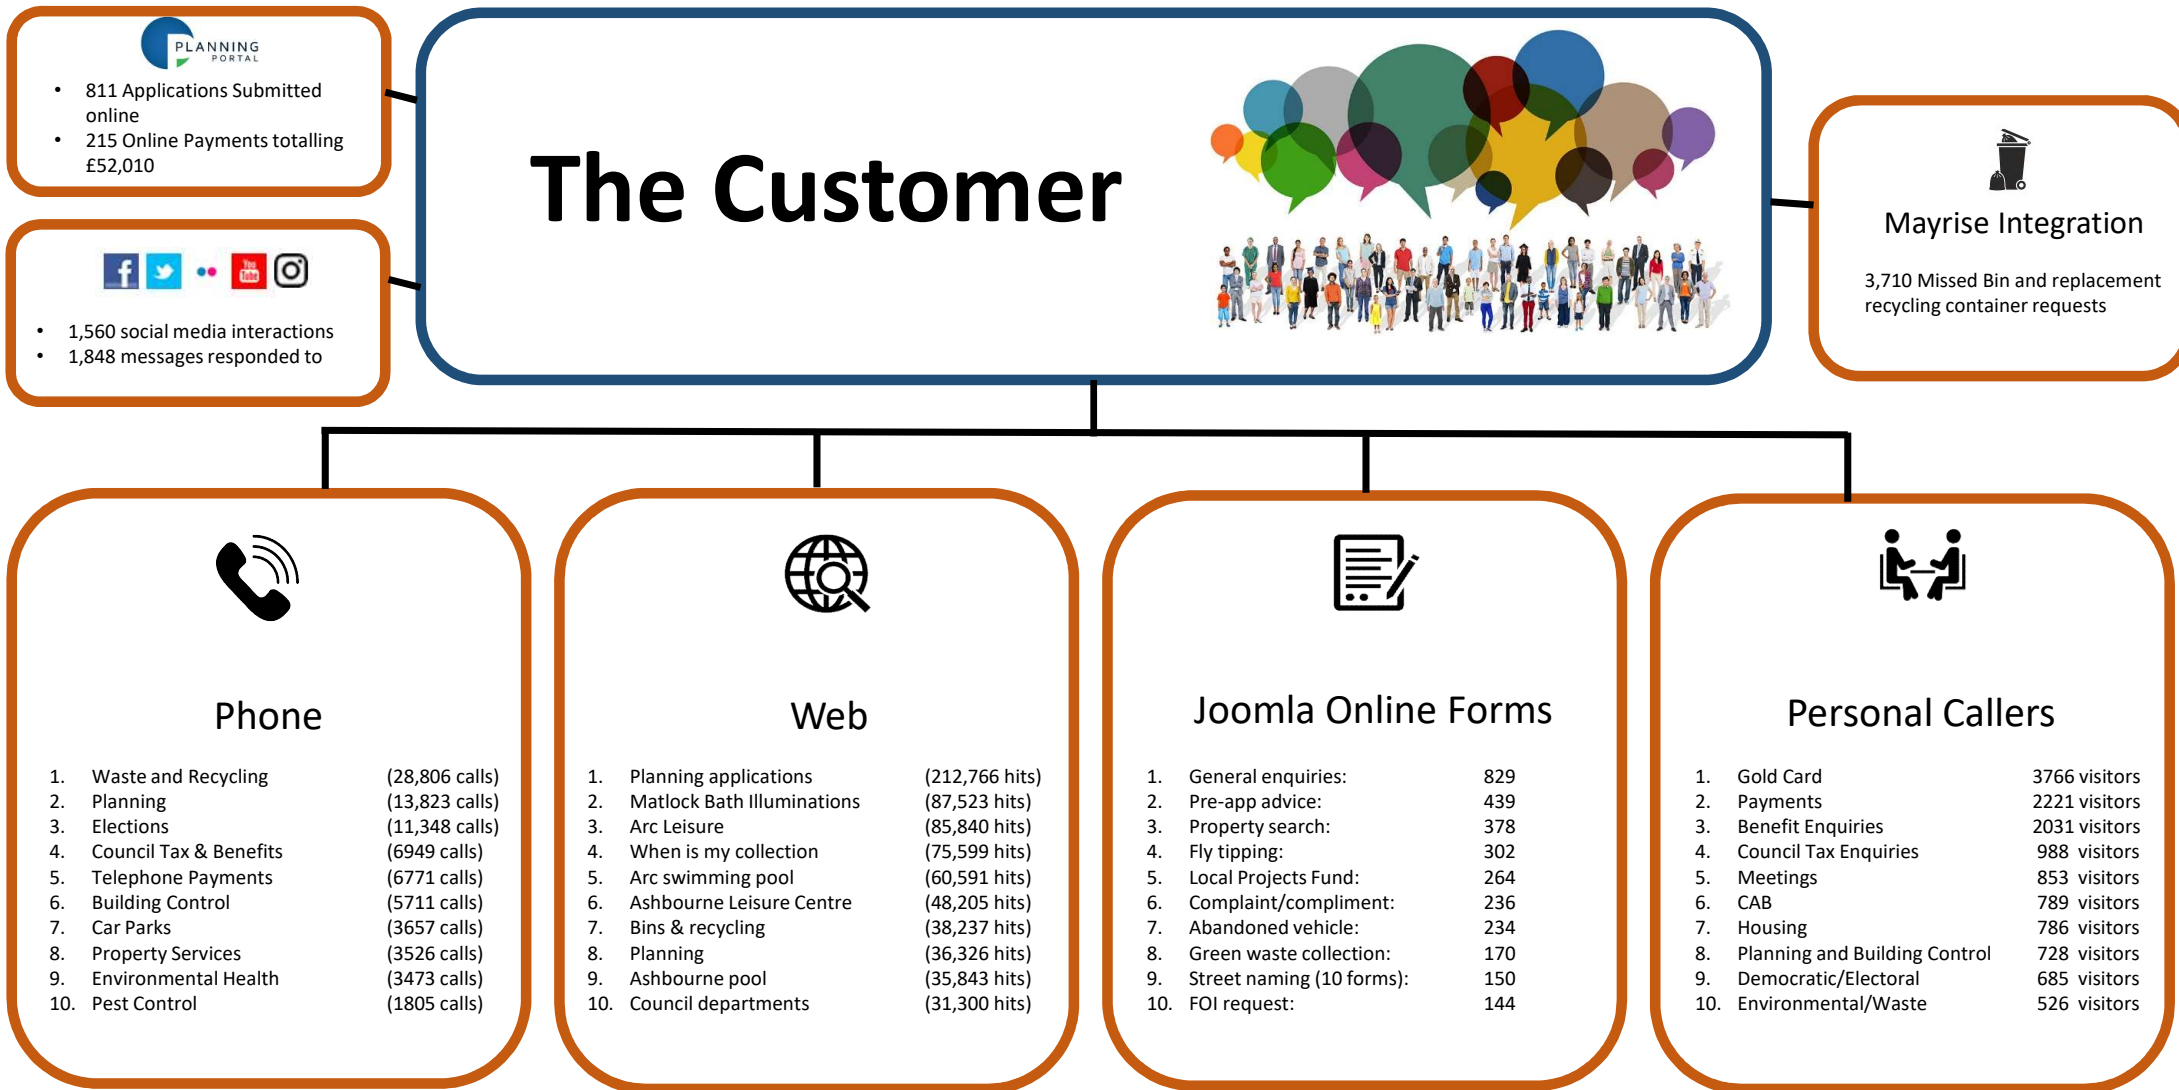 PLANNING
PORTAL
• 811 Applications Submitted
online
• 215 Online Payments totalling
£52,010
f
You
Tube
• 1,560 social media interactions
• 1,848 messages responded to
The Customer
Mayrise Integration
3,710 Missed Bin and replacement
recycling container requests
Phone
1. Waste and Recycling (28,806 calls)
2. Planning (13,823 calls)
3. Elections (11,348 calls)
4. Council Tax & Benefits (6949 calls)
5. Telephone Payments (6771 calls)
6. Building Control (5711 calls)
7. Car Parks (3657 calls)
8. Property Services (3526 calls)
9. Environmental Health (3473 calls)
10. Pest Control (1805 calls)
Web
1. Planning applications (212,766 hits)
2. Matlock Bath Illuminations (87,523 hits)
3. Arc Leisure (85,840 hits)
4. When is my collection (75,599 hits)
5. Arc swimming pool (60,591 hits)
6. Ashbourne Leisure Centre (48,205 hits)
7. Bins & recycling (38,237 hits)
8. Planning (36,326 hits)
9. Ashbourne pool (35,843 hits)
10. Council departments (31,300 hits)
Joomla Online Forms
1. General enquiries: 829
2. Pre-app advice: 439
3. Property search: 378
4. Fly tipping: 302
5. Local Projects Fund: 264
6. Complaint/compliment: 236
7. Abandoned vehicle: 234
8. Green waste collection: 170
9. Street naming (10 forms): 150
10. FOI request: 144
Personal Callers
1. Gold Card 3766 visitors
2. Payments 2221 visitors
3. Benefit Enquiries 2031 visitors
4. Council Tax Enquiries 988 visitors
5. Meetings 853 visitors
6. CAB 789 visitors
7. Housing 786 visitors
8. Planning and Building Control 728 visitors
9. Democratic/Electoral 685 visitors
10. Environmental/Waste 526 visitors